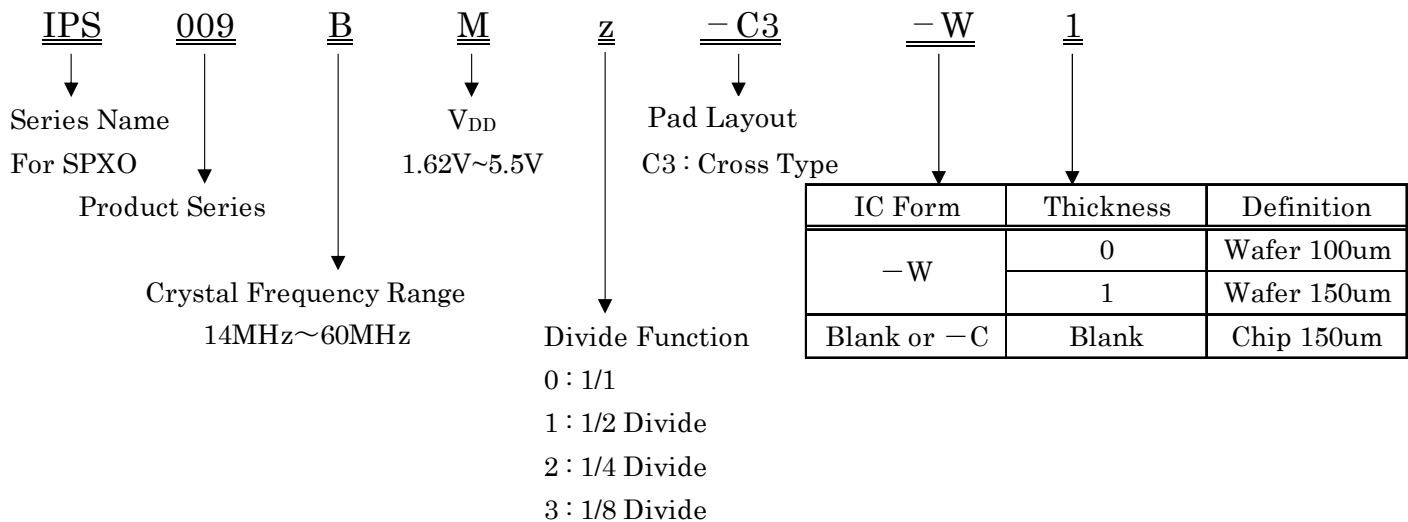 IPS 009 B M z －C3 －W 1
Series Name
For SPXO
Product Series
Crystal Frequency Range
14MHz～60MHz
VDD
1.62V~5.5V
Divide Function
0：1/1
1：1/2 Divide
2：1/4 Divide
3：1/8 Divide
Pad Layout
C3：Cross Type
IC Form Thickness Definition
－W 0 Wafer 100um
1 Wafer 150um
Blank or －C Blank Chip 150um